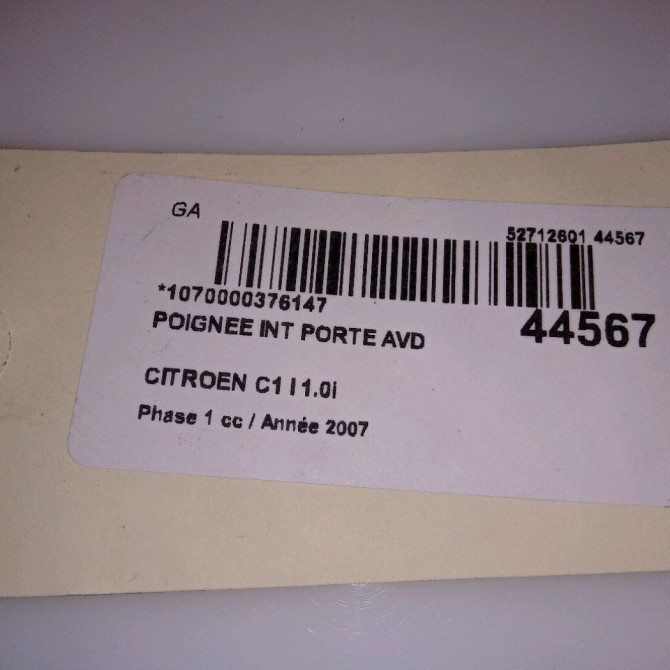 GA
52712601 44567
*1070000376147
44567
POIGNEE INT PORTE AVD
CITROEN C1 I 1.0i
Phase 1 cc / Année 2007